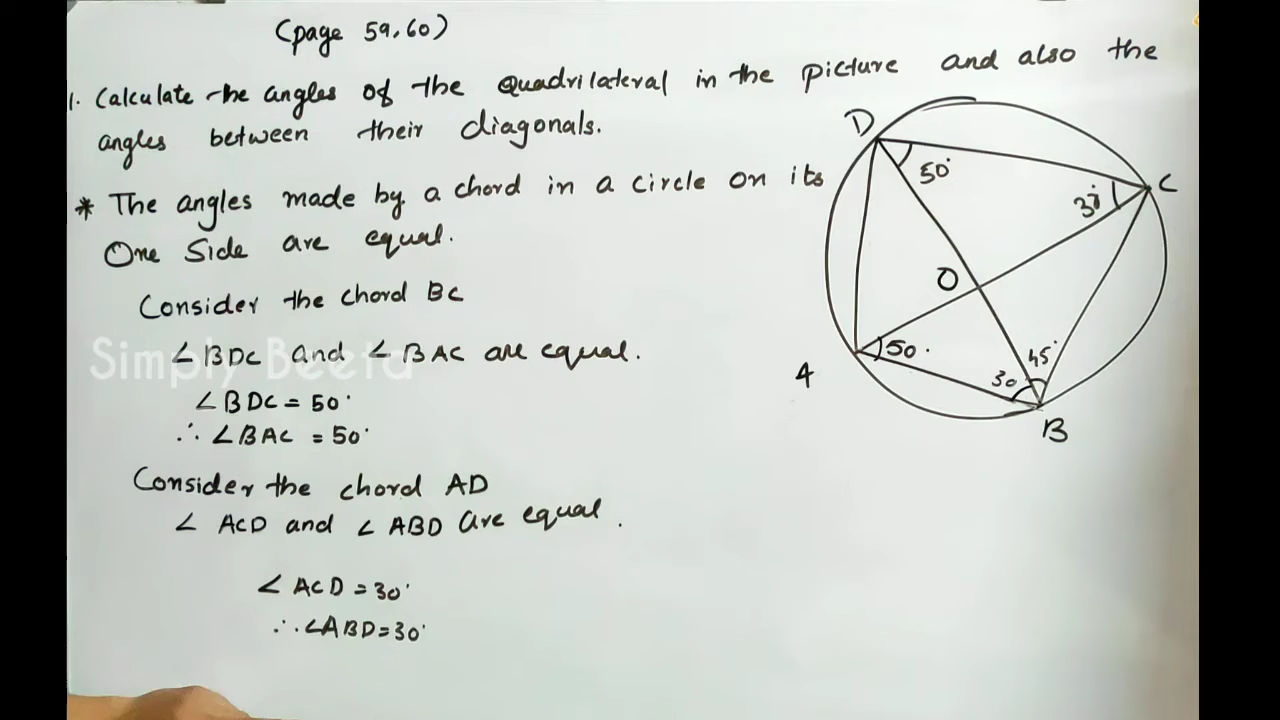 (page 59,60)
1. Calculate the angles of the Quadrilateral in the picture and also the
angles between their diagonals.
* The angles made by a chord in a circle on its
One Side are equal.
Consider the chord BC
∠BDC and ∠BAC are equal.
Simply Beeta
∠BDC = 50°
∴ ∠BAC = 50°
Consider the chord AD
∠ ACD and ∠ ABD are equal.
∠ ACD = 30°
∴ ∠ABD = 30°
D
50°
C
30°
O
50°
45°
30
A
B